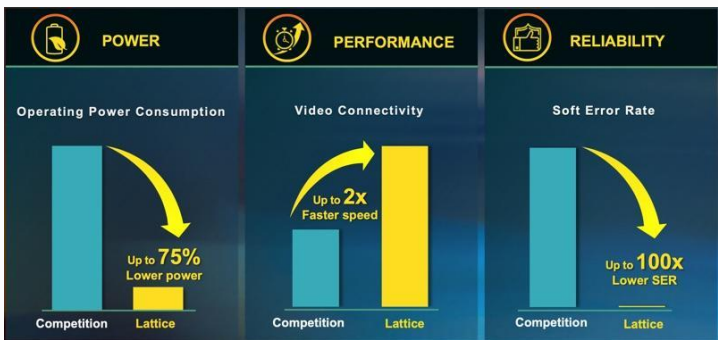 POWER
Operating Power Consumption
Up to 75%
Lower power
Competition Lattice
PERFORMANCE
Video Connectivity
Up to 2x
Faster speed
Competition Lattice
RELIABILITY
Soft Error Rate
Up to 100x
Lower SER
Competition Lattice